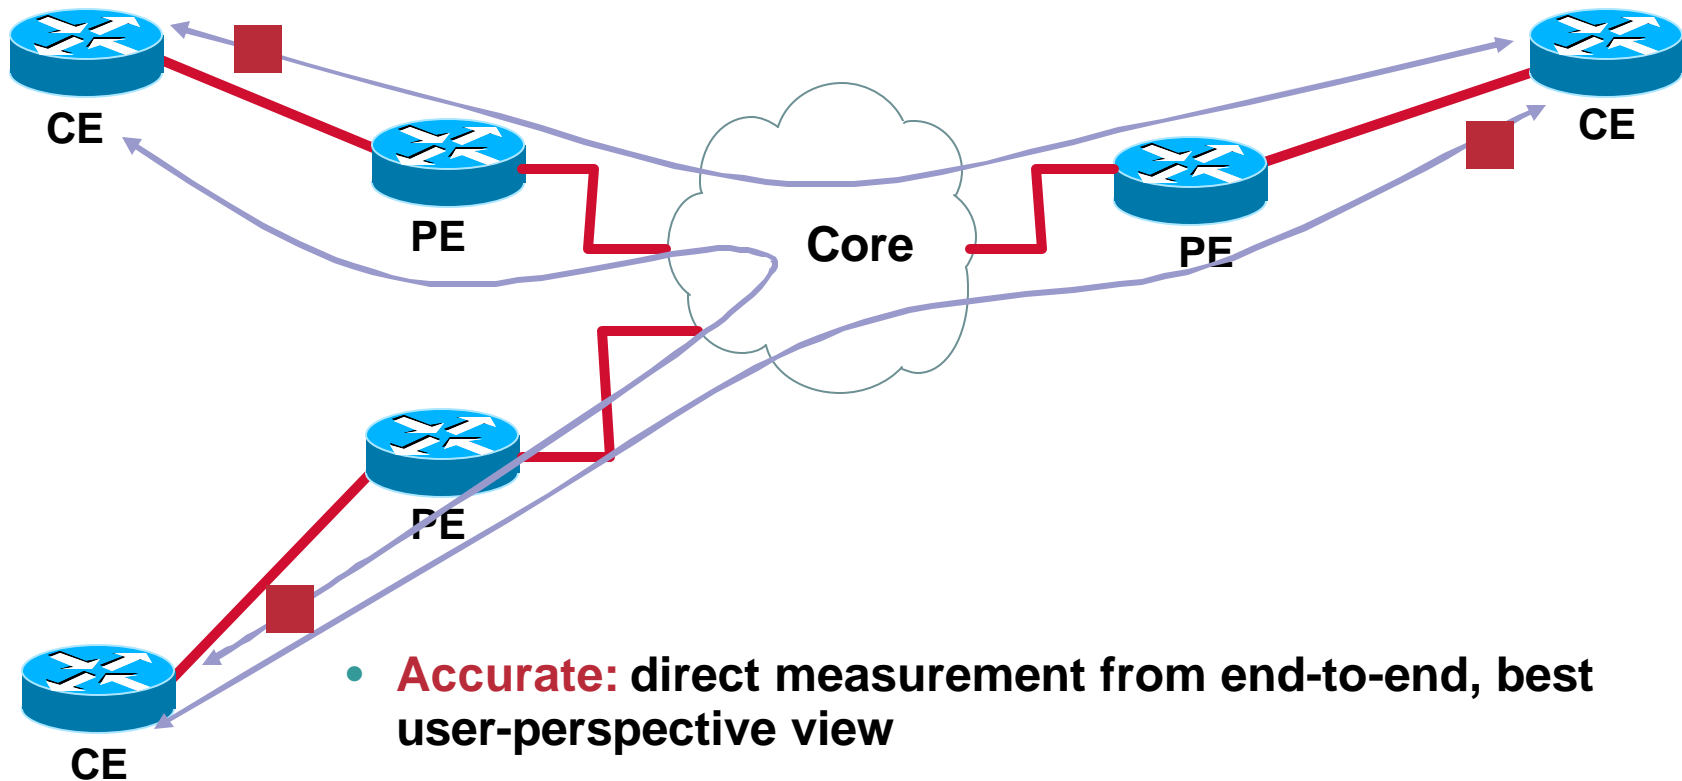 CE
CE
PE
Core
PE
PE
• Accurate: direct measurement from end-to-end, best
user-perspective view
CE